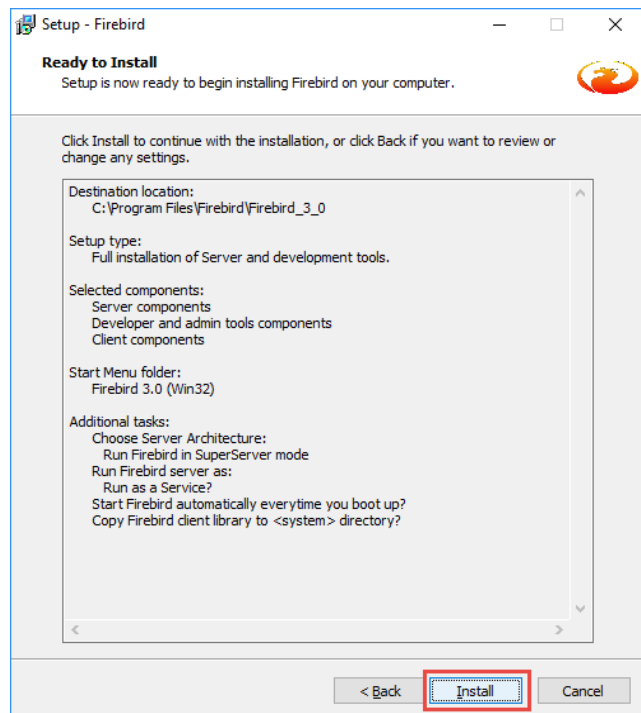 Setup - Firebird
Ready to Install
Setup is now ready to begin installing Firebird on your computer.
Click Install to continue with the installation, or click Back if you want to review or
change any settings.
Destination location:
C:\Program Files\Firebird\Firebird_3_0
Setup type:
Full installation of Server and development tools.
Selected components:
Server components
Developer and admin tools components
Client components
Start Menu folder:
Firebird 3.0 (Win32)
Additional tasks:
Choose Server Architecture:
Run Firebird in SuperServer mode
Run Firebird server as:
Run as a Service?
Start Firebird automatically everytime you boot up?
Copy Firebird client library to <system> directory?
< Back
Install
Cancel